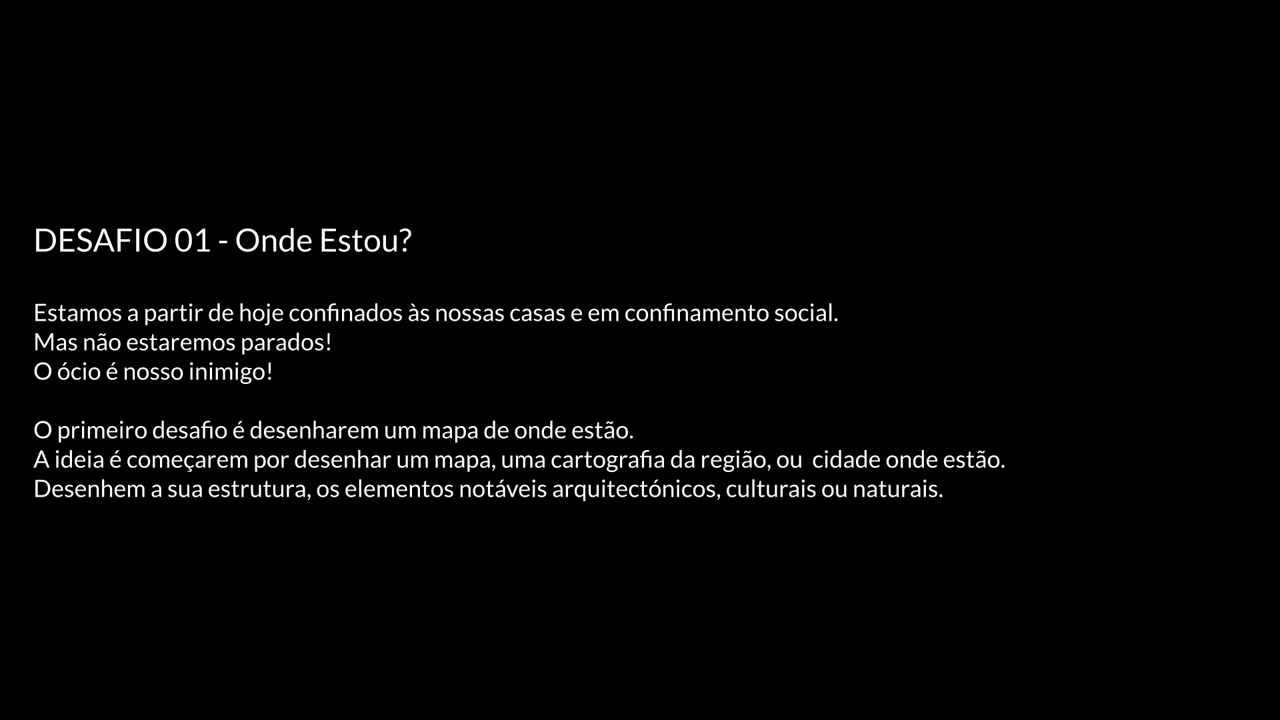 DESAFIO 01 - Onde Estou?
Estamos a partir de hoje confinados às nossas casas e em confinamento social.
Mas não estaremos parados!
O ócio é nosso inimigo!
O primeiro desafio é desenharem um mapa de onde estão.
A ideia é começarem por desenhar um mapa, uma cartografia da região, ou  cidade onde estão.
Desenhem a sua estrutura, os elementos notáveis arquitectónicos, culturais ou naturais.